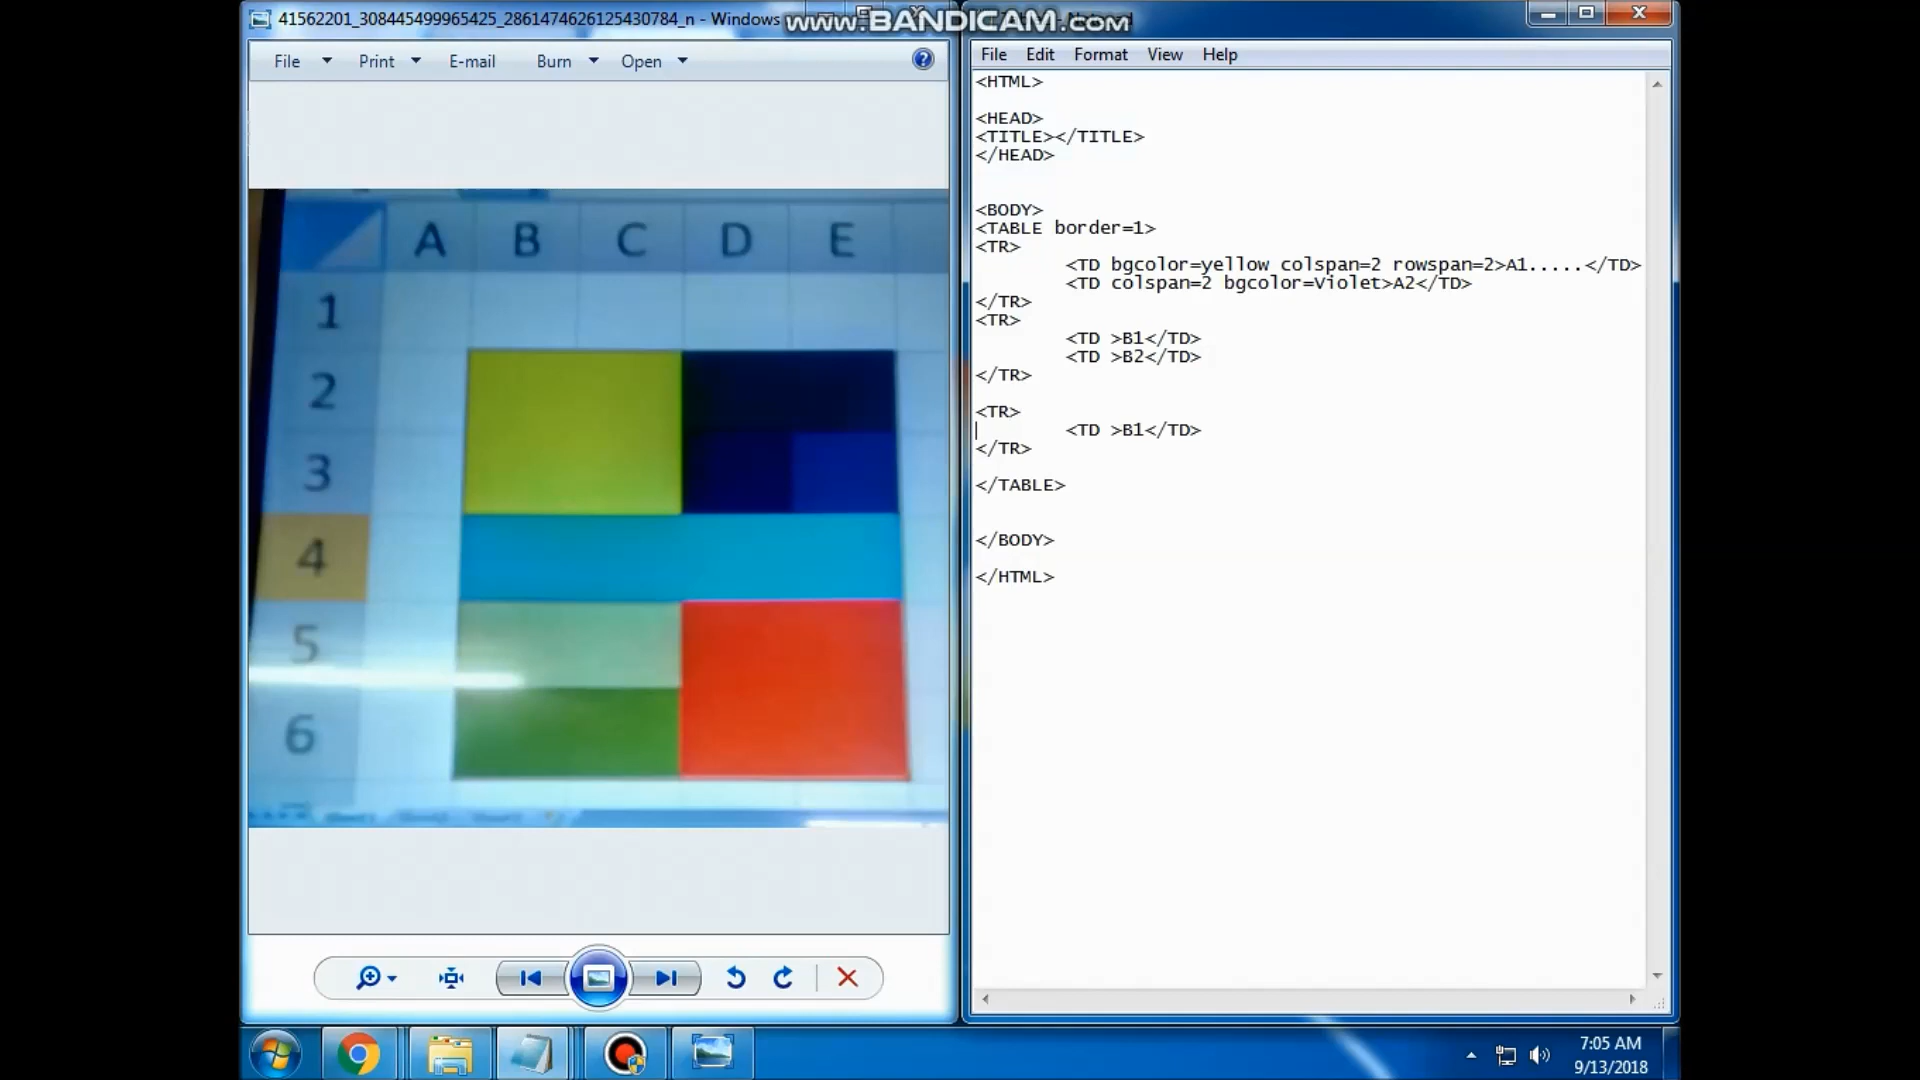 41562201_308445499965425_2861474626125430784_n - Windows
www.BANDICAM.com
File Print E-mail Burn Open
A B C D E
1
2
3
4
5
6
File Edit Format View Help
<HTML>
<HEAD>
<TITLE></TITLE>
</HEAD>
<BODY>
<TABLE border=1>
<TR>
<TD bgcolor=yellow colspan=2 rowspan=2>A1.....</TD>
<TD colspan=2 bgcolor=Violet>A2</TD>
</TR>
<TR>
<TD >B1</TD>
<TD >B2</TD>
</TR>
<TR>
<TD >B1</TD>
</TR>
</TABLE>
</BODY>
</HTML>
7:05 AM
9/13/2018